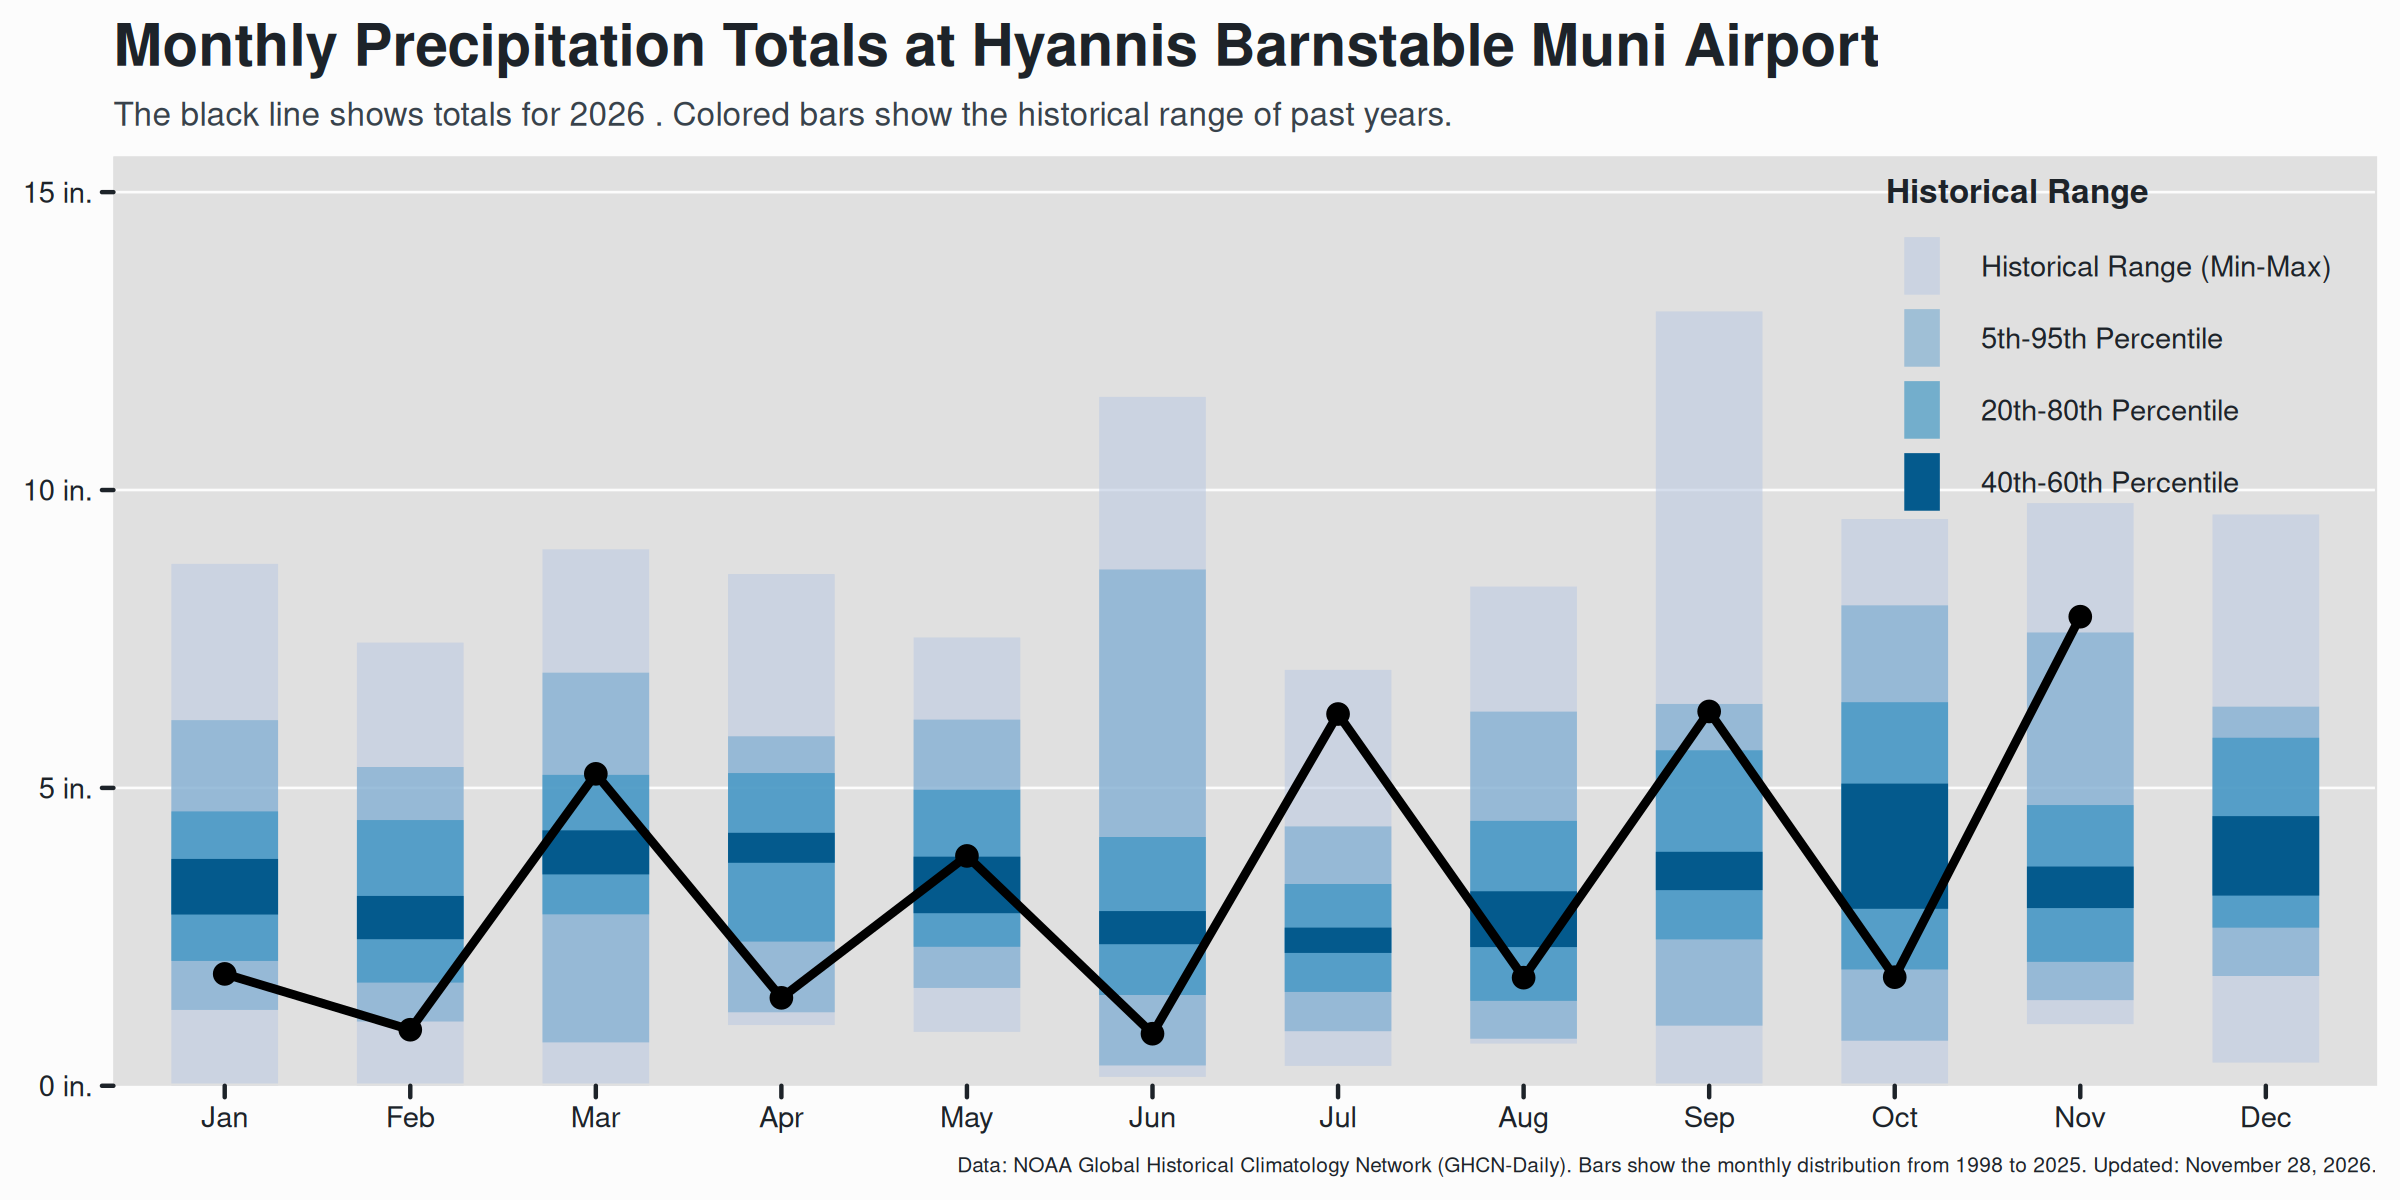 Monthly Precipitation Totals at Hyannis Barnstable Muni Airport
The black line shows totals for 2026 . Colored bars show the historical range of past years.
15 in.
10 in.
5 in.
0 in.
Historical Range
Historical Range (Min-Max)
5th-95th Percentile
20th-80th Percentile
40th-60th Percentile
Jan Feb Mar Apr May Jun Jul Aug Sep Oct Nov Dec
Data: NOAA Global Historical Climatology Network (GHCN-Daily). Bars show the monthly distribution from 1998 to 2025. Updated: November 28, 2026.